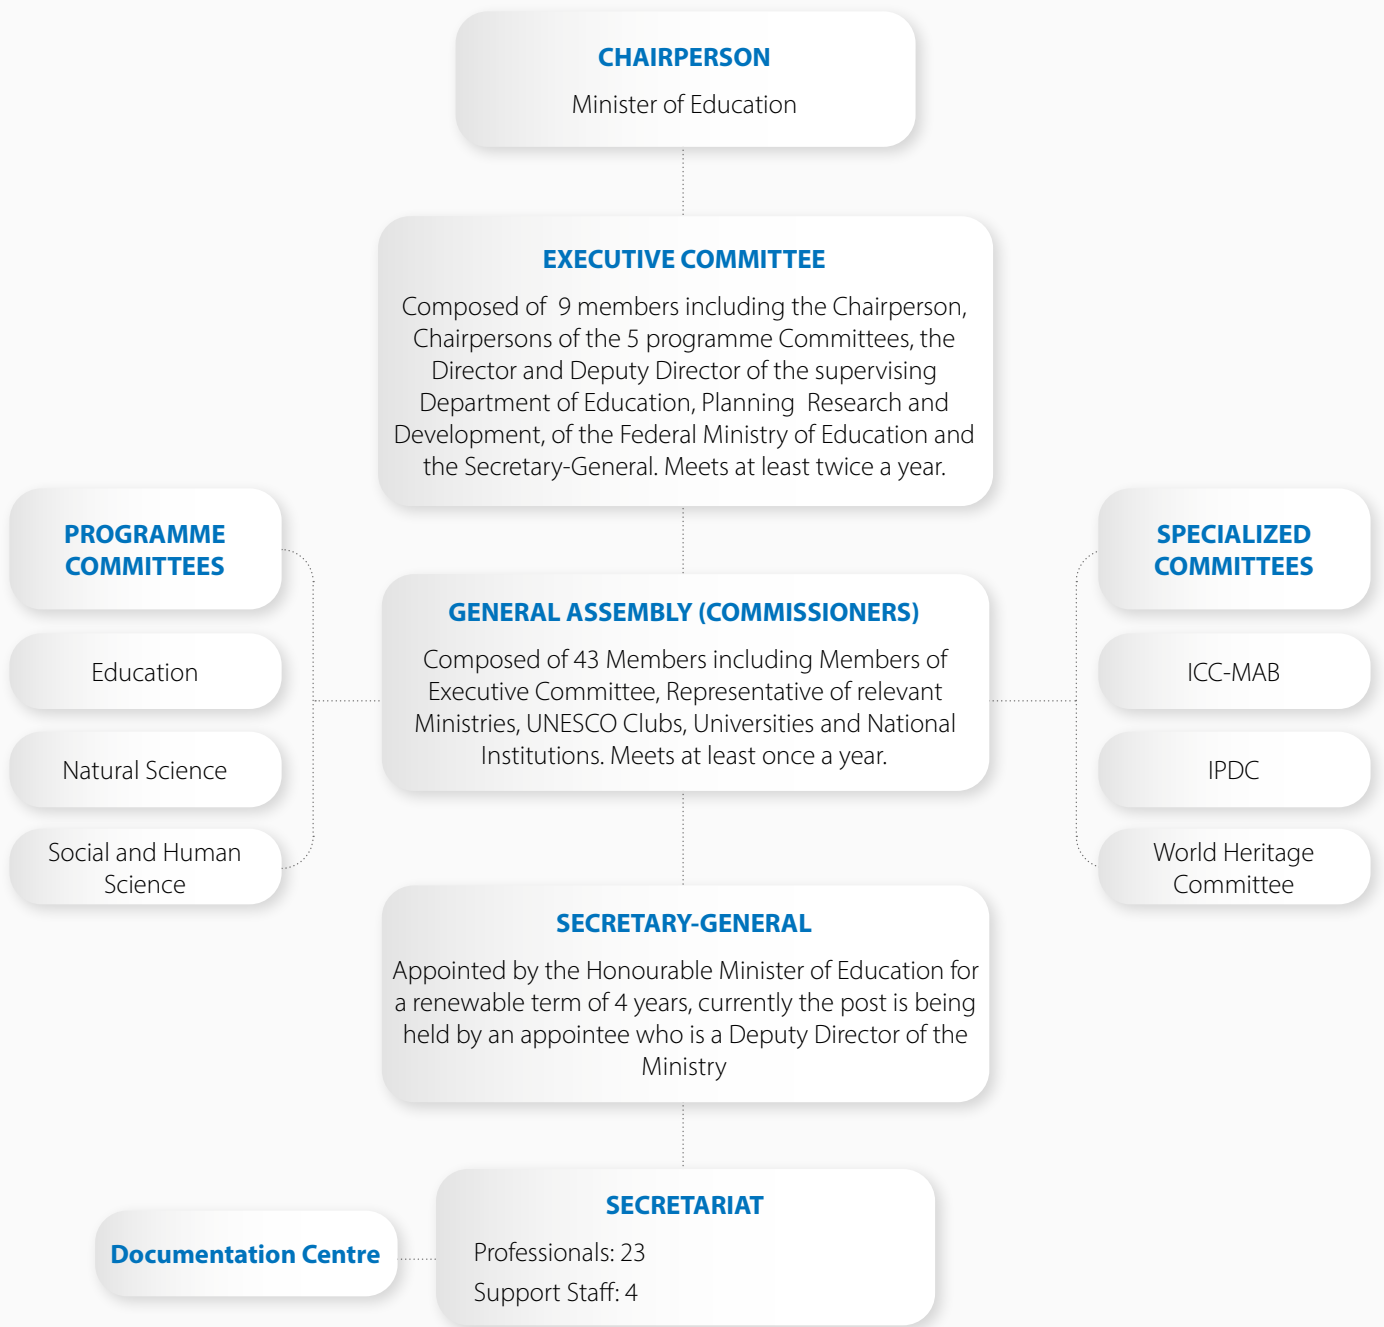 CHAIRPERSON
Minister of Education
EXECUTIVE COMMITTEE
Composed of 9 members including the Chairperson,
Chairpersons of the 5 programme Committees, the
Director and Deputy Director of the supervising
Department of Education, Planning Research and
Development, of the Federal Ministry of Education and
the Secretary-General. Meets at least twice a year.
PROGRAMME
COMMITTEES
Education
Natural Science
Social and Human
Science
GENERAL ASSEMBLY (COMMISSIONERS)
Composed of 43 Members including Members of
Executive Committee, Representative of relevant
Ministries, UNESCO Clubs, Universities and National
Institutions. Meets at least once a year.
SPECIALIZED
COMMITTEES
ICC-MAB
IPDC
World Heritage
Committee
SECRETARY-GENERAL
Appointed by the Honourable Minister of Education for
a renewable term of 4 years, currently the post is being
held by an appointee who is a Deputy Director of the
Ministry
Documentation Centre
SECRETARIAT
Professionals: 23
Support Staff: 4